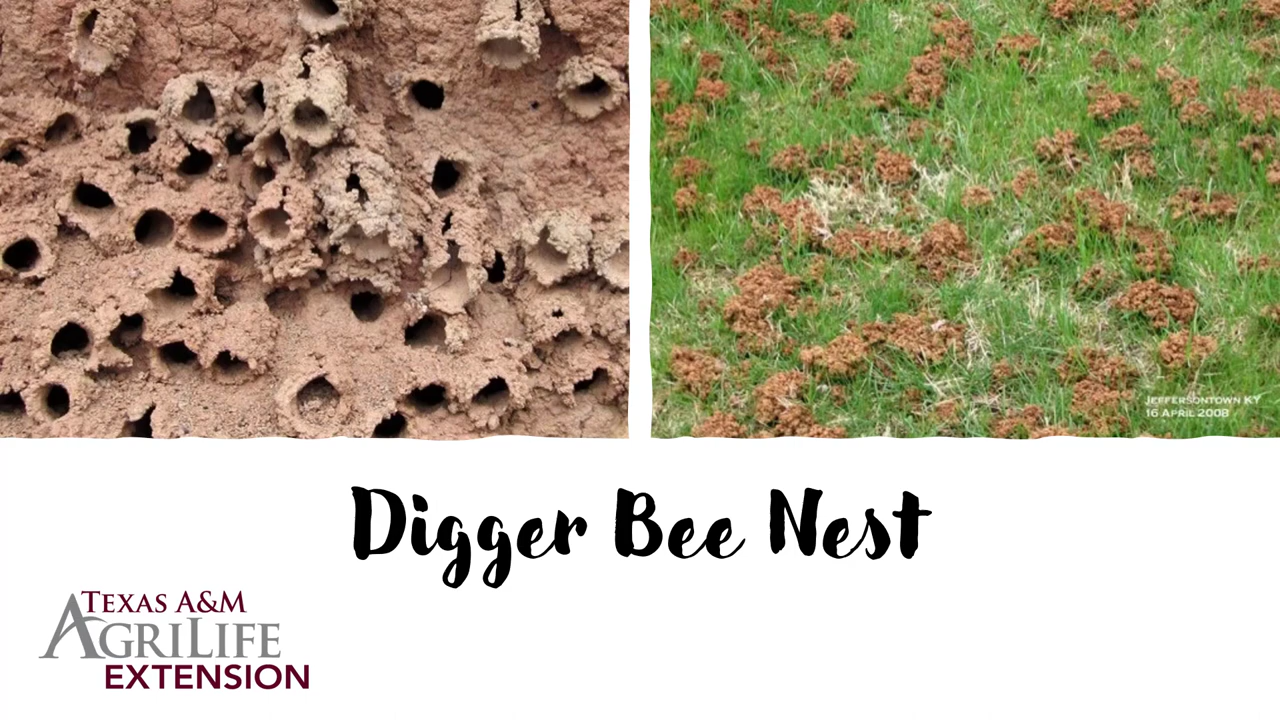 JEFFERSONTOWN KY
16 APRIL 2008
Digger Bee Nest
TEXAS A&M
AGRILIFE
EXTENSION